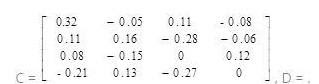 0.32 - 0.05 0.11 - 0.08
0.11 0.16 - 0.28 - 0.06
0.08 - 0.15 0 0.12
C = - 0.21 0.13 - 0.27 0 , D = .